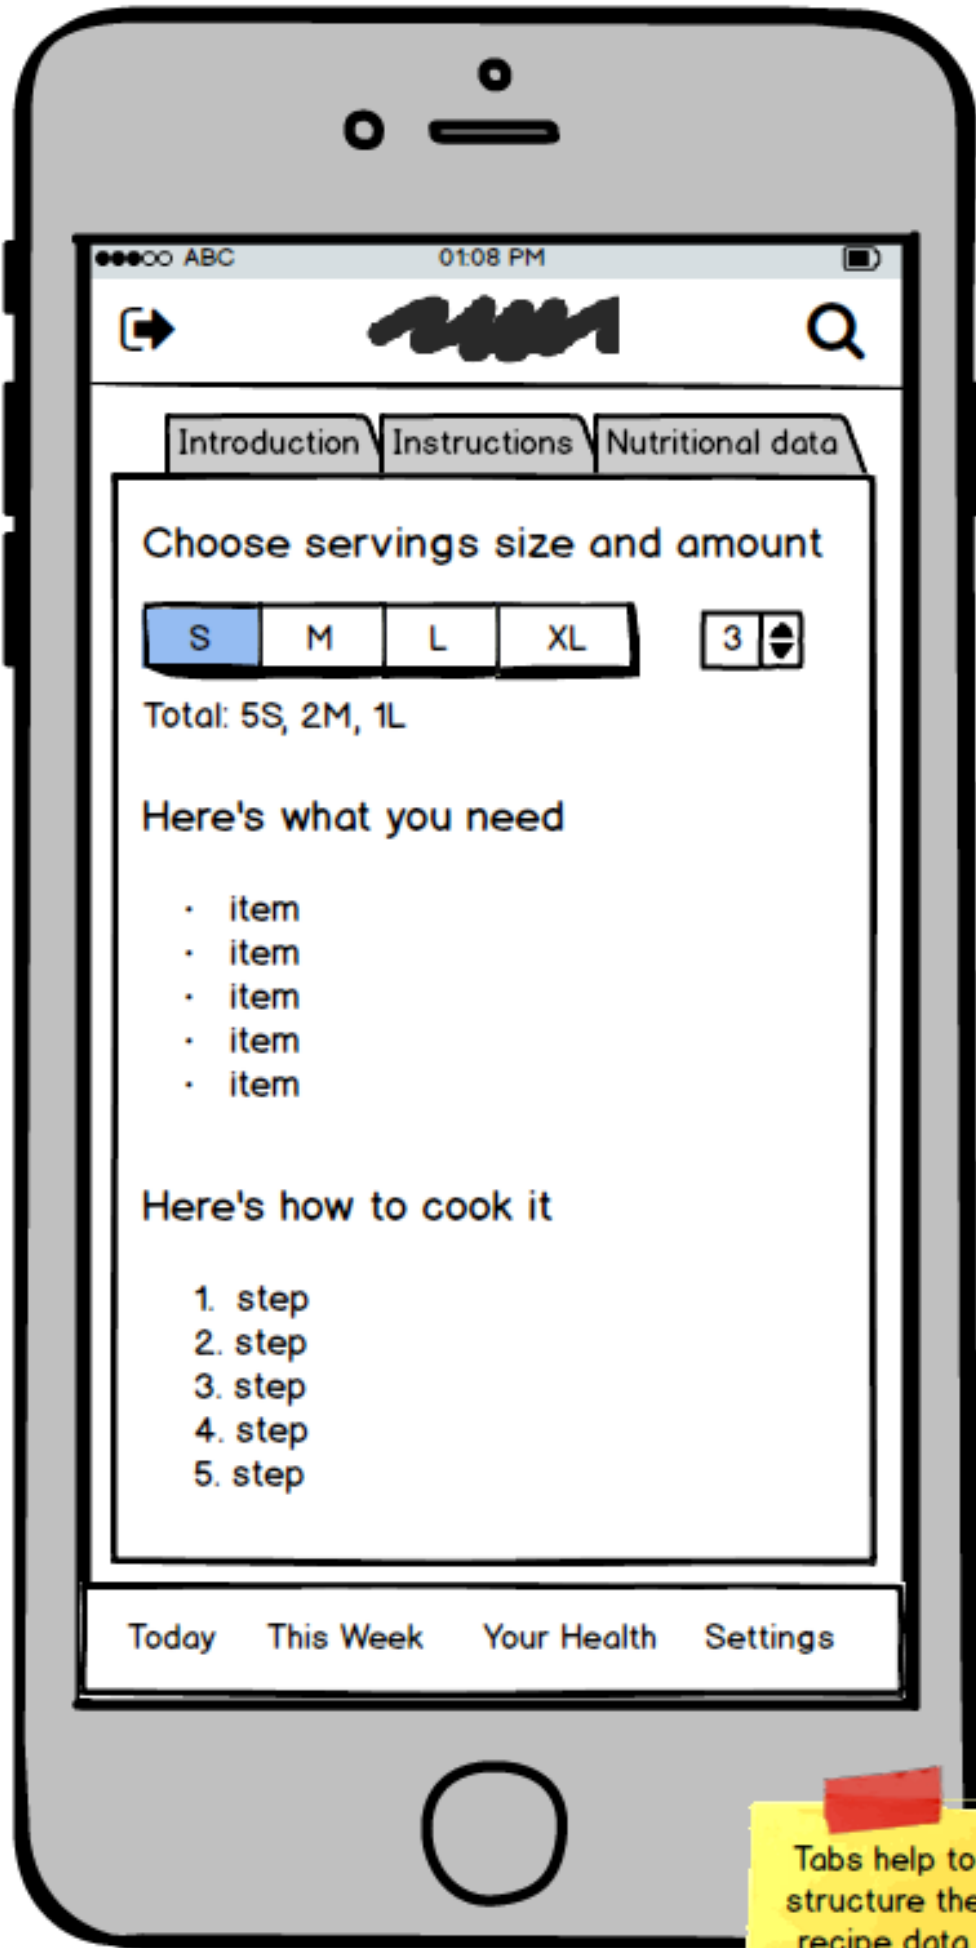 ABC 01:08 PM
Introduction Instructions Nutritional data
Choose servings size and amount
S M L XL 3
Total: 5S, 2M, 1L
Here's what you need
· item
· item
· item
· item
· item
Here's how to cook it
1. step
2. step
3. step
4. step
5. step
Today This Week Your Health Settings
Tabs help to
structure the
recipe data